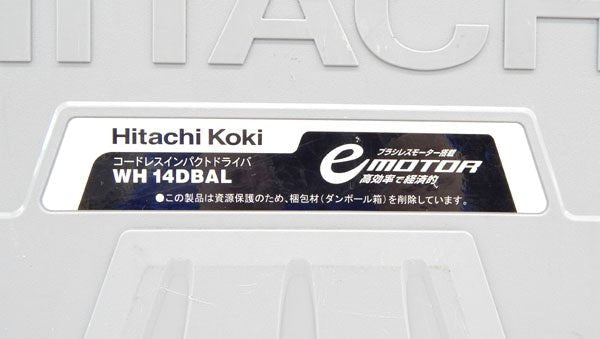 HITACH
Hitachi Koki
コードレスインパクトドライバ
WH 14DBAL
ブラシレスモーター搭載
e MOTOR
高効率で経済的
●この製品は資源保護のため、梱包材（ダンボール箱）を削除しています。